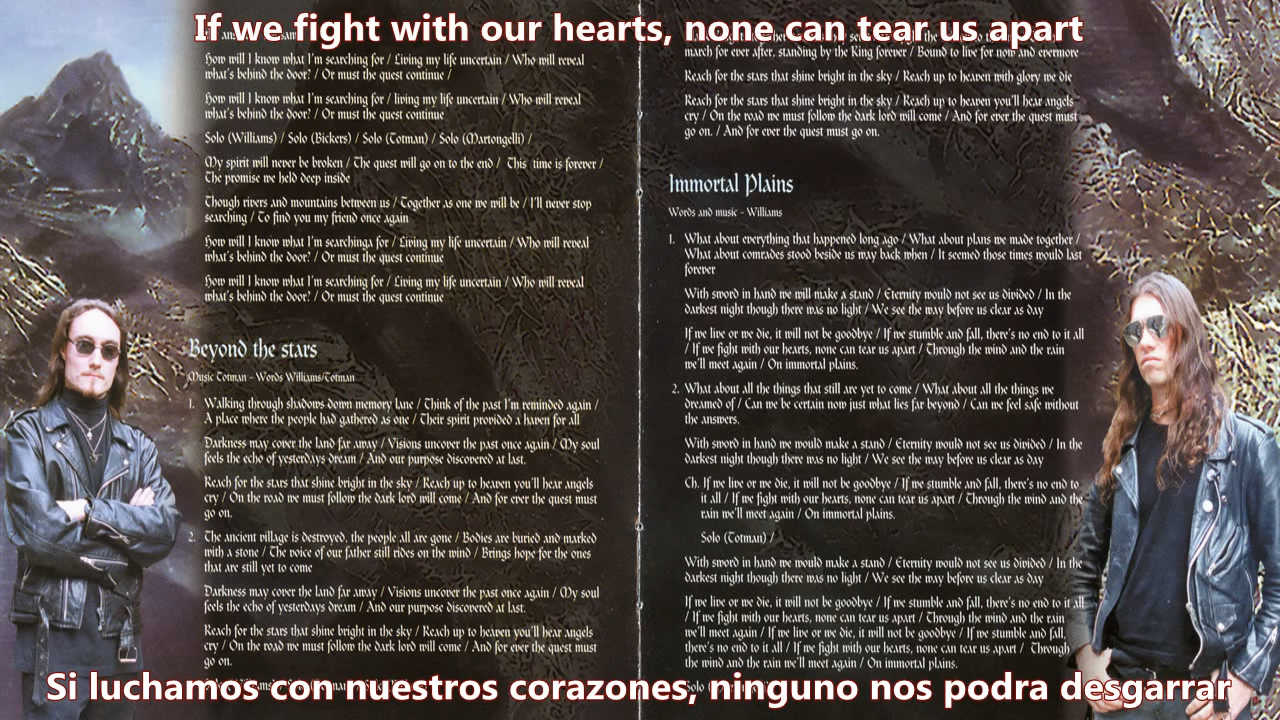 If we fight with our hearts, none can tear us apart
How will I know what I'm searching for / Living my life uncertain / Who will reveal
what's behind the door? / Or must the quest continue /
How will I know what I'm searching for / living my life uncertain / Who will reveal
what's behind the door? / Or must the quest continue
Solo (Williams) / Solo (Bickers) / Solo (Totman) / Solo (Martongelli) /
My spirit will never be broken / The quest will go on to the end / This time is forever /
The promise we held deep inside
Though rivers and mountains between us / Together as one we will be / I'll never stop
searching / To find you my friend once again
How will I know what I'm searchinga for / Living my life uncertain / Who will reveal
what's behind the door? / Or must the quest continue
How will I know what I'm searching for / Living my life uncertain / Who will reveal
what's behind the door? / Or must the quest continue
Beyond the stars
Music Totman - Words Williams/Totman
1. Walking through shadows down memory lane / Think of the past I'm reminded again /
A place where the people had gathered as one / Their spirit provided a haven for all
Darkness may cover the land far away / Visions uncover the past once again / My soul
feels the echo of yesterdays dream / And our purpose discovered at last.
Reach for the stars that shine bright in the sky / Reach up to heaven you'll hear angels
cry / On the road we must follow the dark lord will come / And for ever the quest must
go on.
2. The ancient village is destroyed, the people all are gone / Bodies are buried and marked
with a stone / The voice of our father still rides on the wind / Brings hope for the ones
that are still yet to come
Darkness may cover the land far away / Visions uncover the past once again / My soul
feels the echo of yesterdays dream / And our purpose discovered at last.
Reach for the stars that shine bright in the sky / Reach up to heaven you'll hear angels
cry / On the road we must follow the dark lord will come / And for ever the quest must
go on.
march for ever after, standing by the King forever / Bound to live for now and evermore
Reach for the stars that shine bright in the sky / Reach up to heaven with glory we die
Reach for the stars that shine bright in the sky / Reach up to heaven you'll hear angels
cry / On the road we must follow the dark lord will come / And for ever the quest must
go on. / And for ever the quest must go on.
Immortal Plains
Words and music - Williams
1. What about everything that happened long ago / What about plans we made together /
What about comrades stood beside us way back when / It seemed those times would last
forever
With sword in hand we will make a stand / Eternity would not see us divided / In the
darkest night though there was no light / We see the way before us clear as day
If we live or we die, it will not be goodbye / If we stumble and fall, there's no end to it all
/ If we fight with our hearts, none can tear us apart / Through the wind and the rain
we'll meet again / On immortal plains.
2. What about all the things that still are yet to come / What about all the things we
dreamed of / Can we be certain now just what lies far beyond / Can we feel safe without
the answers.
With sword in hand we would make a stand / Eternity would not see us divided / In the
darkest night though there was no light / We see the way before us clear as day
Ch. If we live or we die, it will not be goodbye / If we stumble and fall, there's no end to
it all / If we fight with our hearts, none can tear us apart / Through the wind and the
rain we'll meet again / On immortal plains.
Solo (Totman) /
With sword in hand we would make a stand / Eternity would not see us divided / In the
darkest night though there was no light / We see the way before us clear as day
If we live or we die, it will not be goodbye / If we stumble and fall, there's no end to it all
/ If we fight with our hearts, none can tear us apart / Through the wind and the rain
we'll meet again / If we live or we die, it will not be goodbye / If we stumble and fall,
there's no end to it all / If we fight with our hearts, none can tear us apart / Through
the wind and the rain we'll meet again / On immortal plains.
Si luchamos con nuestros corazones, ninguno nos podra desgarrar